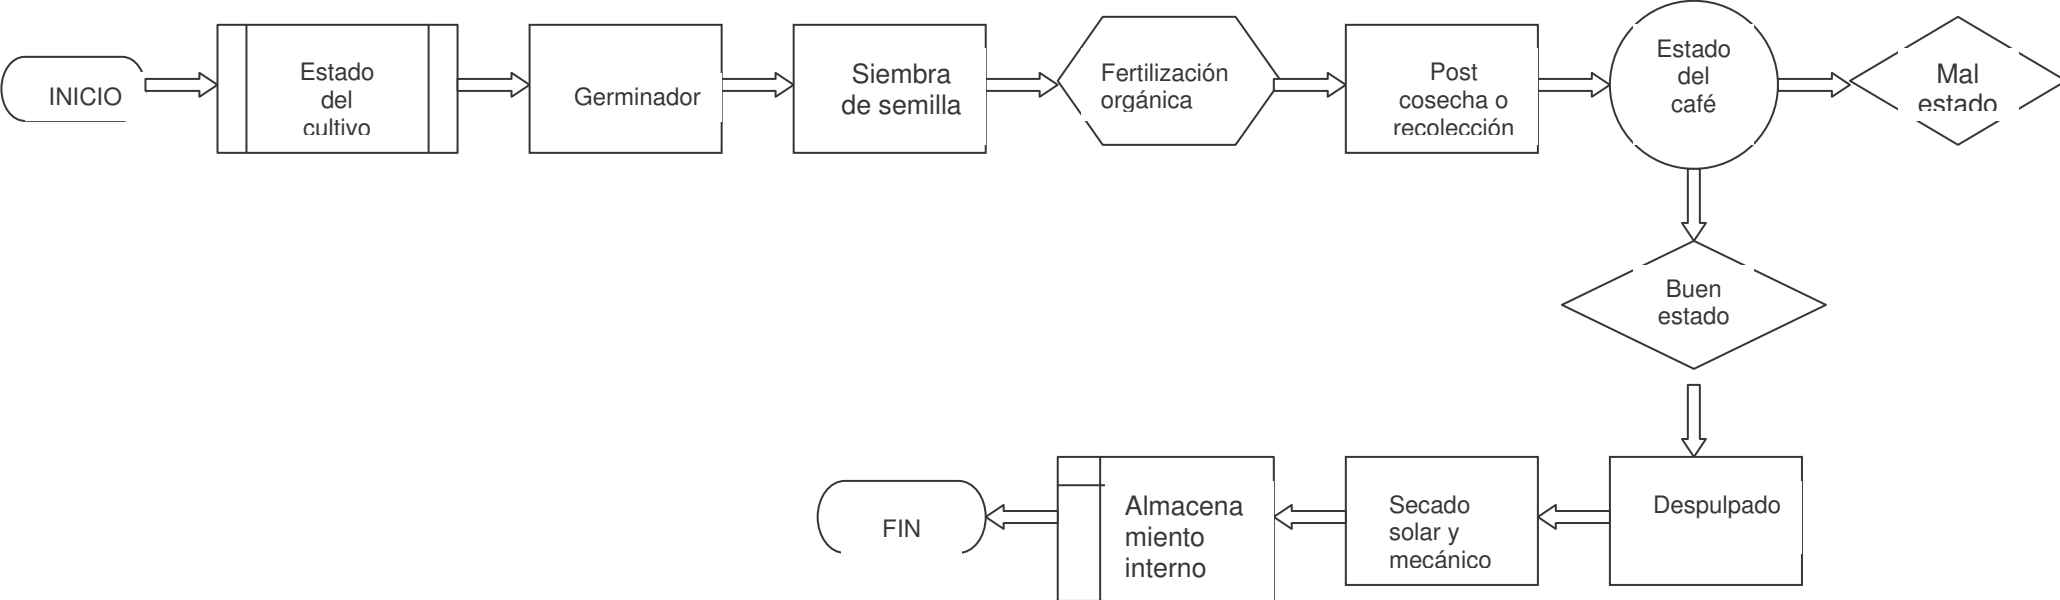 INICIO
Estado
del
cultivo
Germinador
Siembra
de semilla
Fertilización
orgánica
Post
cosecha o
recolección
Estado
del
café
Mal
estado
Buen
estado
Despulpado
Secado
solar y
mecánico
Almacena
miento
interno
FIN